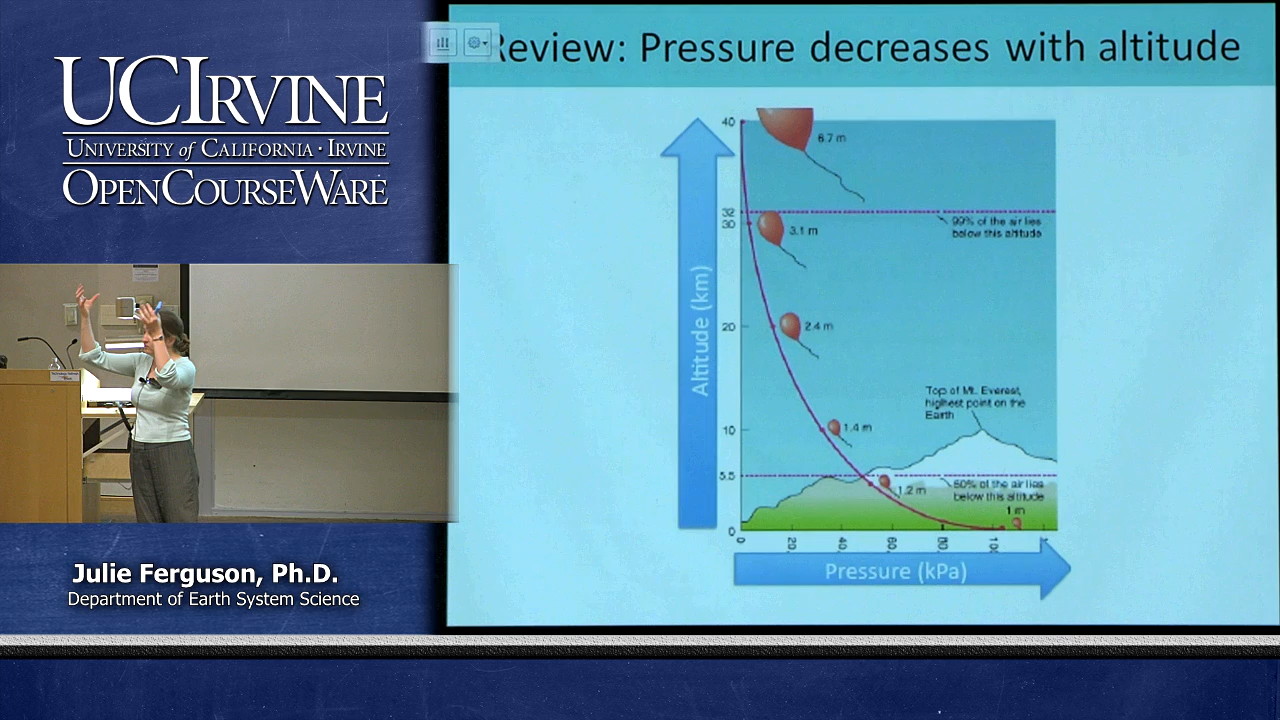 UCIRVINE
UNIVERSITY of CALIFORNIA · IRVINE
OPENCOURSEWARE
Review: Pressure decreases with altitude
40
6.7 m
32
99% of the air lies
below this altitude
30
3.1 m
Altitude (km)
20
2.4 m
Top of Mt. Everest,
highest point on the
Earth
10
1.4 m
5.5
50% of the air lies
below this altitude
1.2 m
1 m
0
0
20
40
60
80
Pressure (kPa)
Julie Ferguson, Ph.D.
Department of Earth System Science